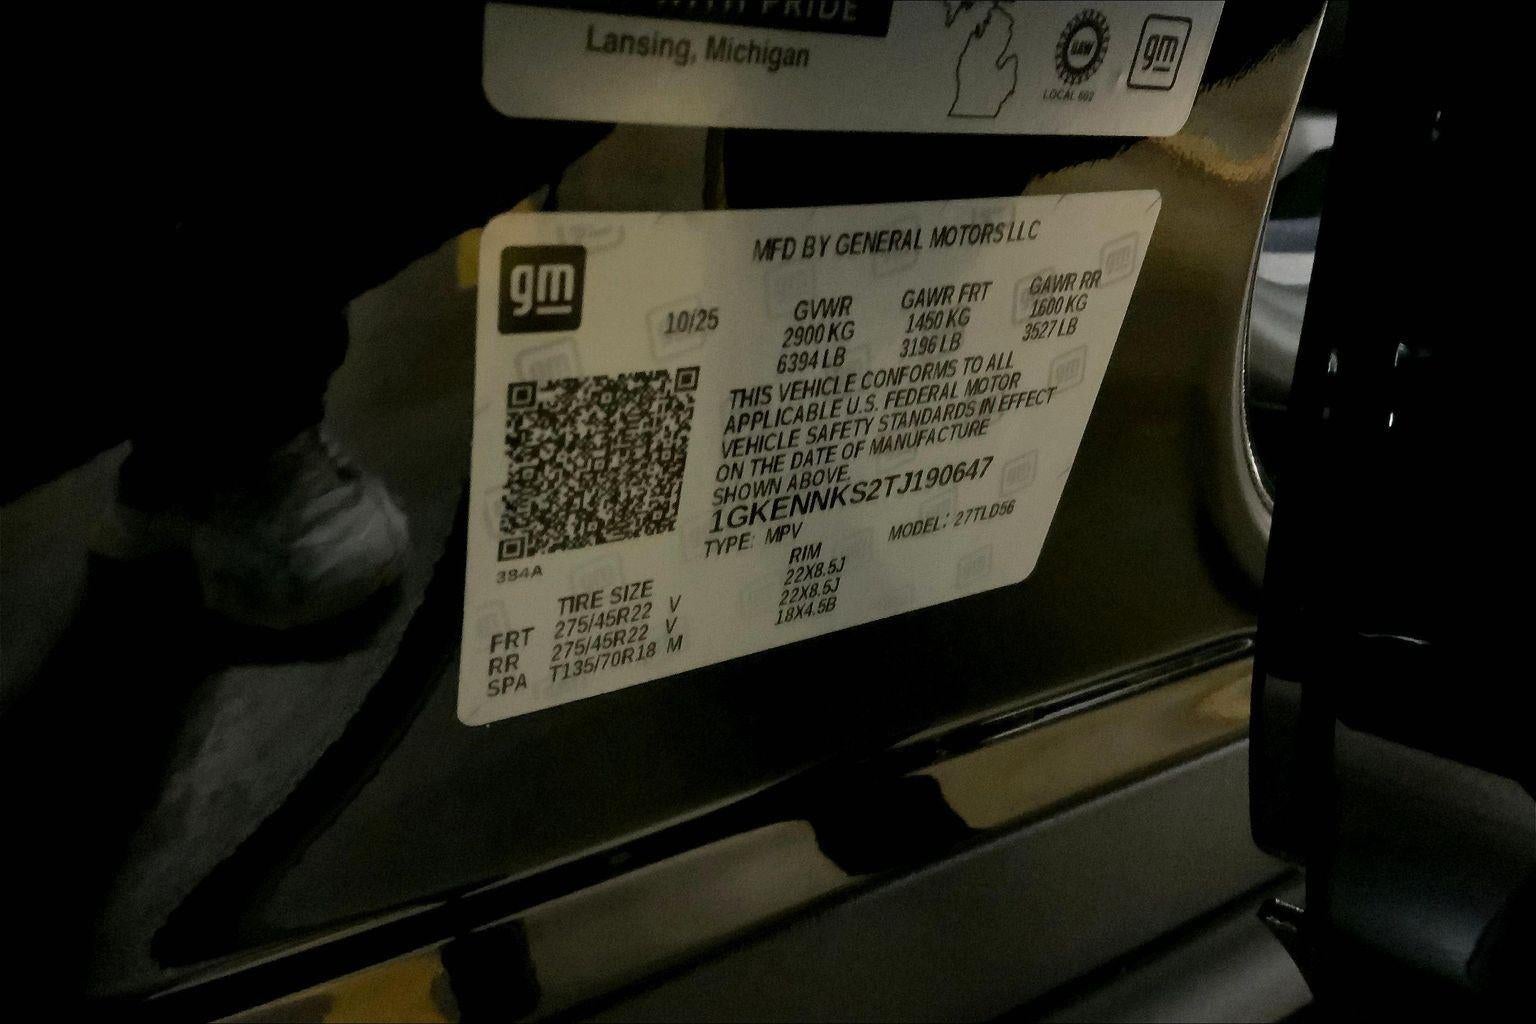 WITH PRIDE
Lansing, Michigan
UAW
LOCAL 602
gm
gm
MFD BY GENERAL MOTORS LLC
10/25
GVWR GAWR FRT GAWR RR
2900 KG 1450 KG 1600 KG
6394 LB 3196 LB 3527 LB
THIS VEHICLE CONFORMS TO ALL
APPLICABLE U.S. FEDERAL MOTOR
VEHICLE SAFETY STANDARDS IN EFFECT
ON THE DATE OF MANUFACTURE
SHOWN ABOVE.
1GKENNKS2TJ190647
TYPE: MPV MODEL: 27TLD56
384A
TIRE SIZE RIM
FRT 275/45R22 V 22X8.5J
RR 275/45R22 V 22X8.5J
SPA T135/70R18 M 18X4.5B